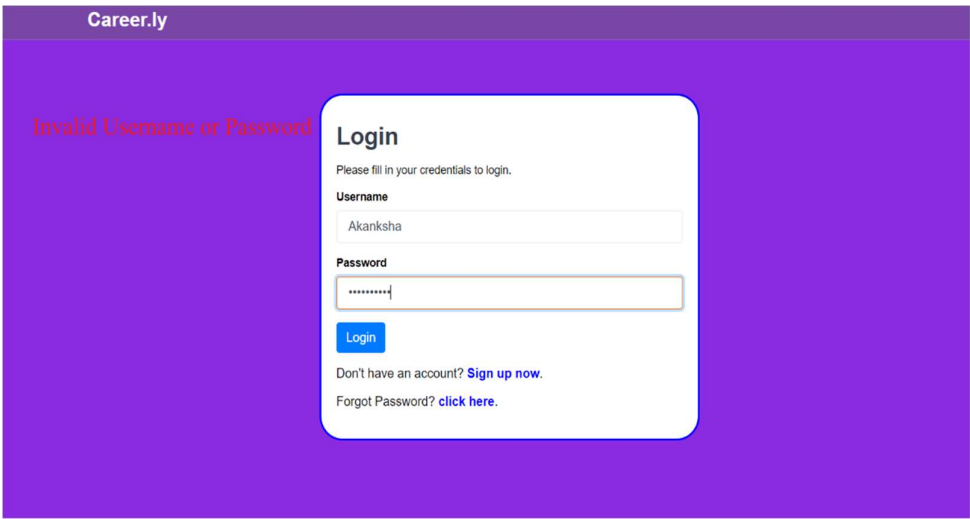 Career.ly
Invalid Username or Password
Login
Please fill in your credentials to login.
Username
Akanksha
Password
••••••••••
Login
Don't have an account? Sign up now.
Forgot Password? click here.